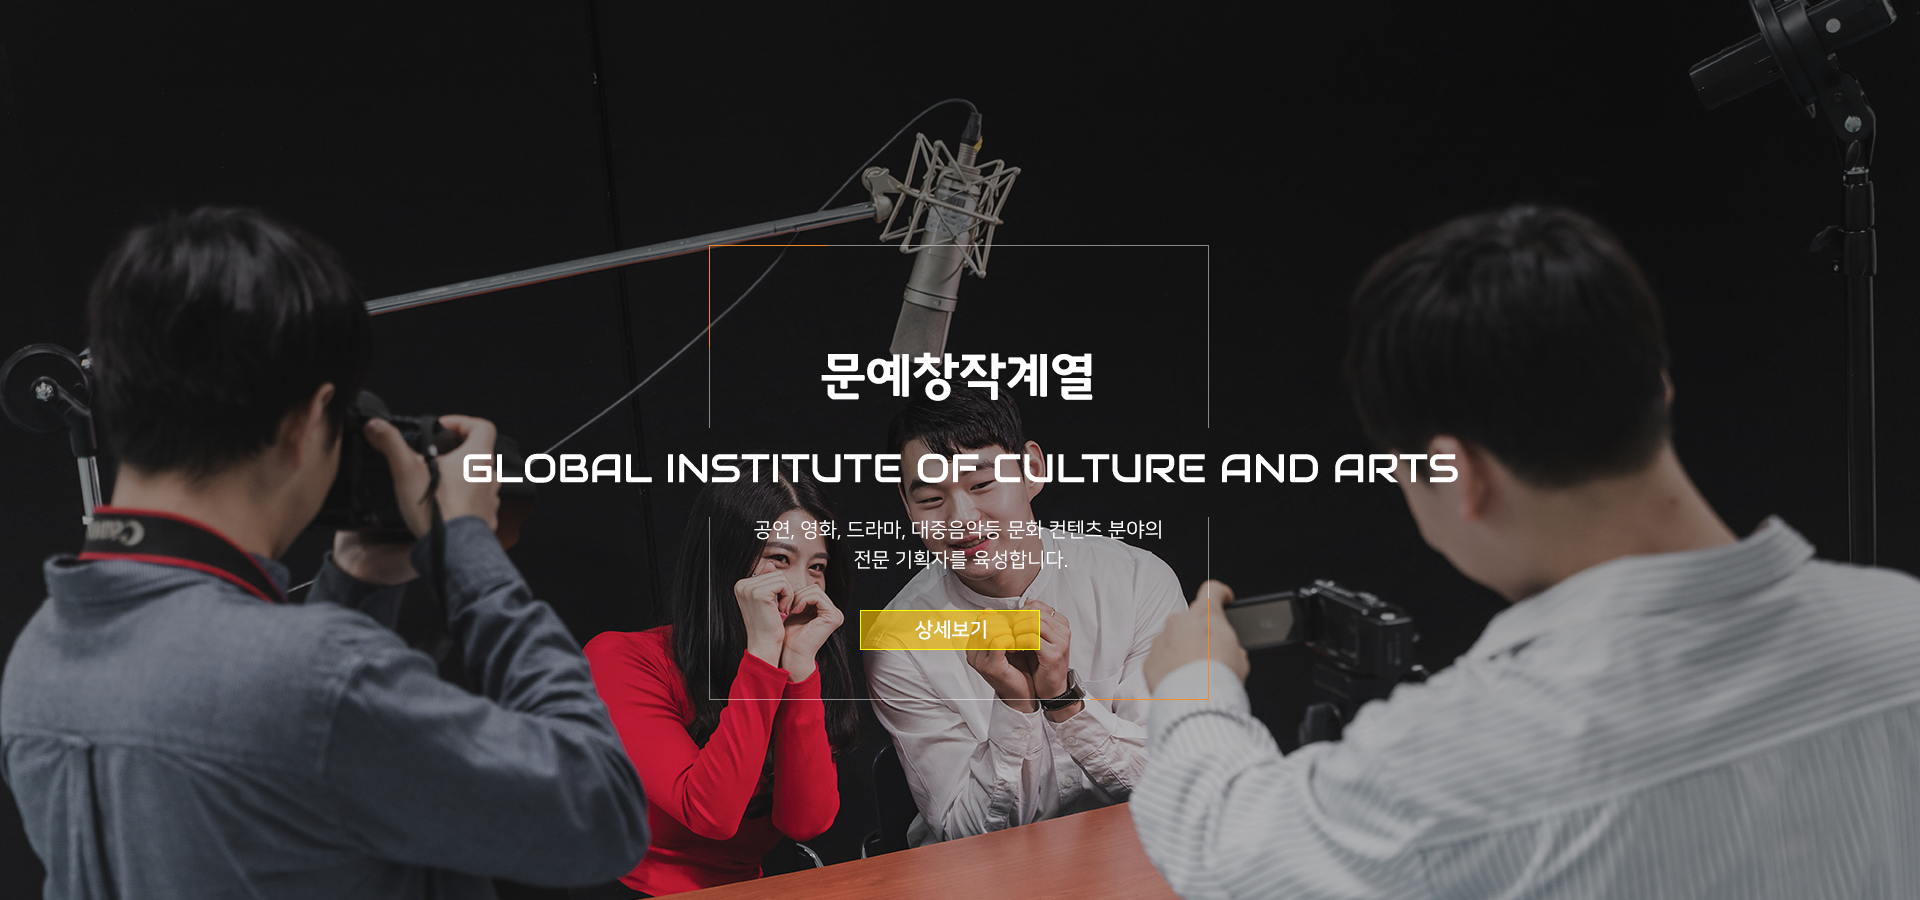 문예창작계열
GLOBAL INSTITUTE OF CULTURE AND ARTS
공연, 영화, 드라마, 대중음악등 문화 컨텐츠 분야의
전문 기획자를 육성합니다.
상세보기